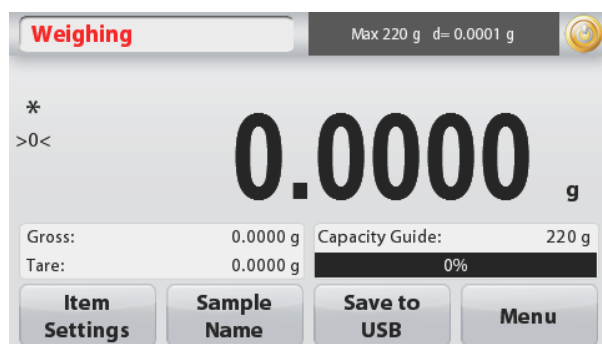 Weighing
Max 220 g d= 0.0001 g
*
>0<
0.0000 g
Gross: 0.0000 g
Tare: 0.0000 g
Capacity Guide: 220 g
0%
Item
Settings
Sample
Name
Save to
USB
Menu